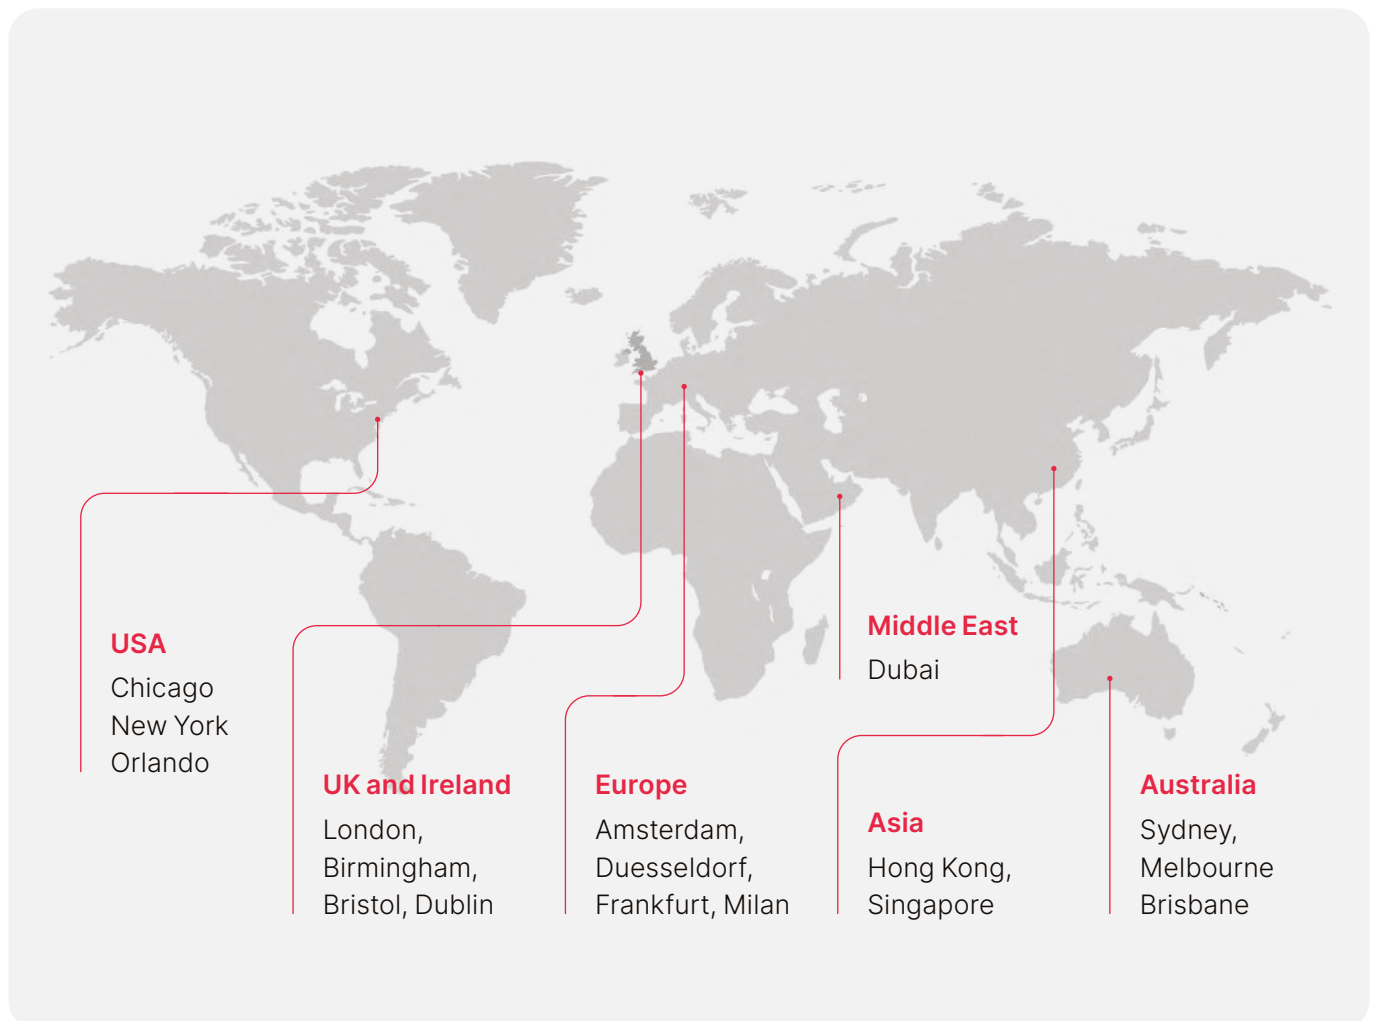 USA
Chicago
New York
Orlando
UK and Ireland
London,
Birmingham,
Bristol, Dublin
Europe
Amsterdam,
Duesseldorf,
Frankfurt, Milan
Middle East
Dubai
Asia
Hong Kong,
Singapore
Australia
Sydney,
Melbourne
Brisbane